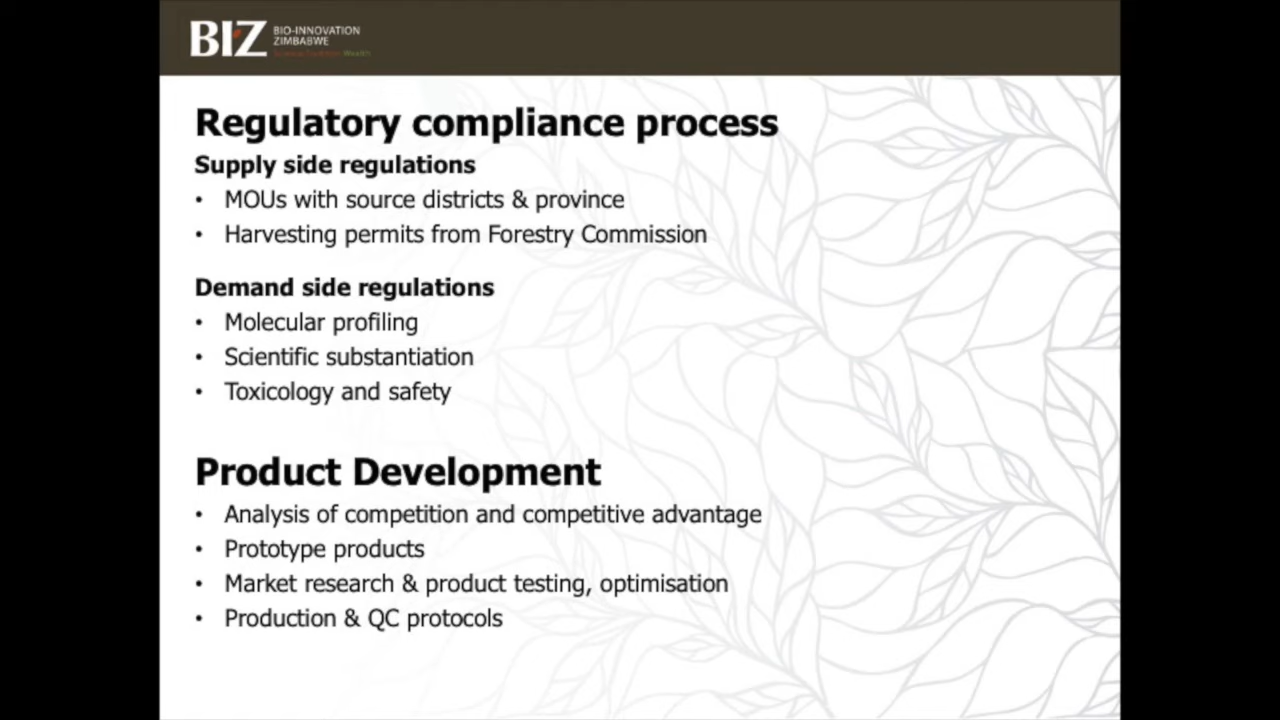 BIZ
BIO-INNOVATION
ZIMBABWE
Wealth
Regulatory compliance process
Supply side regulations
• MOUs with source districts & province
• Harvesting permits from Forestry Commission
Demand side regulations
• Molecular profiling
• Scientific substantiation
• Toxicology and safety
Product Development
• Analysis of competition and competitive advantage
• Prototype products
• Market research & product testing, optimisation
• Production & QC protocols